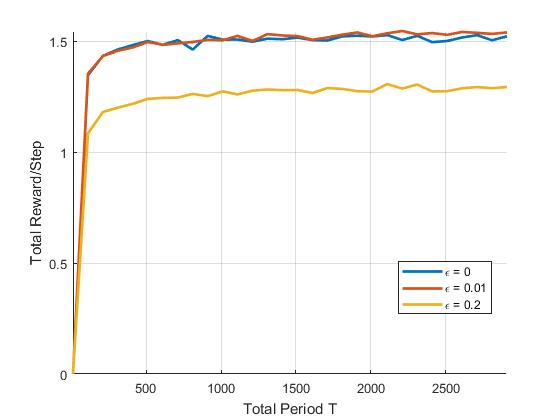 1.5
1
0.5
0
Total Reward/Step
ϵ = 0
ϵ = 0.01
ϵ = 0.2
500 1000 1500 2000 2500
Total Period T